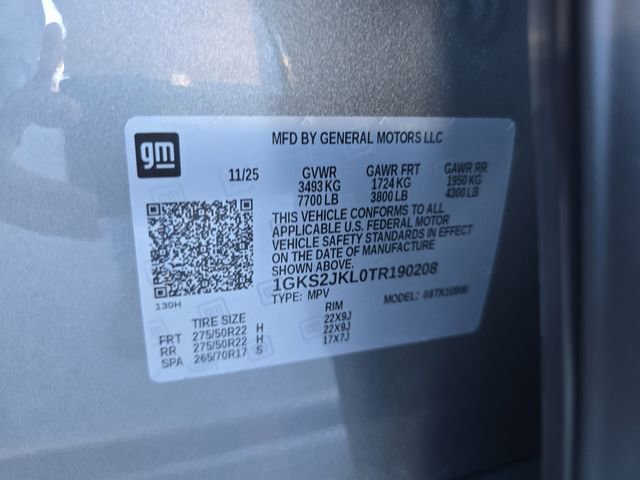 gm
MFD BY GENERAL MOTORS LLC
11/25 GVWR GAWR FRT GAWR RR
3493 KG 1724 KG 1950 KG
7700 LB 3800 LB 4300 LB
THIS VEHICLE CONFORMS TO ALL
APPLICABLE U.S. FEDERAL MOTOR
VEHICLE SAFETY STANDARDS IN EFFECT
ON THE DATE OF MANUFACTURE
SHOWN ABOVE.
1GKS2JKL0TR190208
TYPE: MPV MODEL:
130H
TIRE SIZE RIM
FRT 275/50R22 H 22X9J
RR 275/50R22 H 22X9J
SPA 265/70R17 S 17X7J